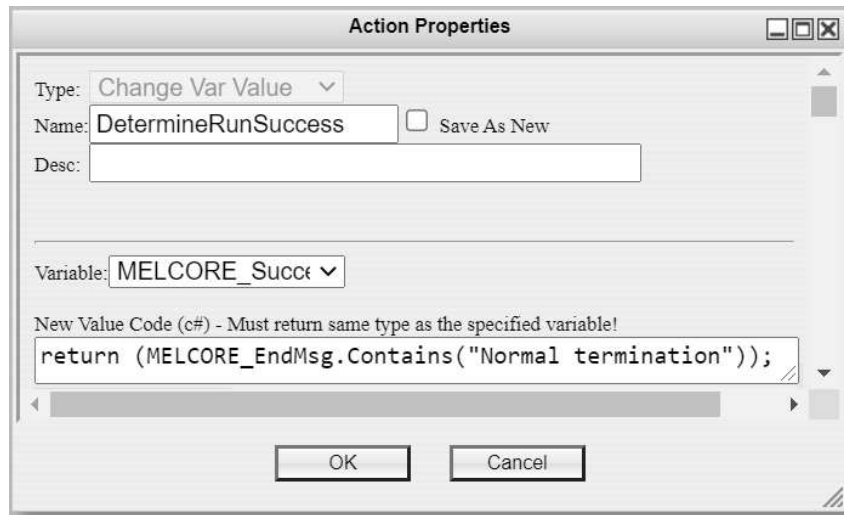 Action Properties
Type: Change Var Value
Name: DetermineRunSuccess Save As New
Desc:
Variable: MELCORE_Succe
New Value Code (c#) - Must return same type as the specified variable!
return (MELCORE_EndMsg.Contains("Normal termination"));
OK Cancel